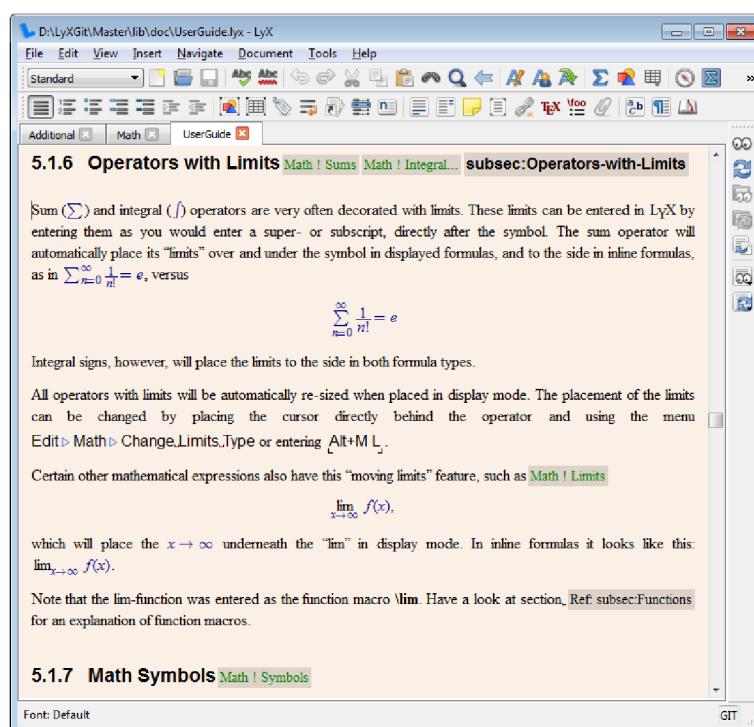 D:\LyXGit\Master\lib\doc\UserGuide.lyx - LyX
File Edit View Insert Navigate Document Tools Help
Standard
Additional Math UserGuide
5.1.6 Operators with Limits Math ! Sums Math ! Integral... subsec:Operators-with-Limits
Sum (∑) and integral (∫) operators are very often decorated with limits. These limits can be entered in LyX by
entering them as you would enter a super- or subscript, directly after the symbol. The sum operator will
automatically place its “limits” over and under the symbol in displayed formulas, and to the side in inline formulas,
as in ∑_{n=0}^{∞} 1/n! = e, versus
∑_{n=0}^{∞} 1/n! = e
Integral signs, however, will place the limits to the side in both formula types.
All operators with limits will be automatically re-sized when placed in display mode. The placement of the limits
can be changed by placing the cursor directly behind the operator and using the menu
Edit ▷ Math ▷ Change Limits Type or entering Alt+M L.
Certain other mathematical expressions also have this “moving limits” feature, such as Math ! Limits
lim_{x→∞} f(x),
which will place the x → ∞ underneath the “lim” in display mode. In inline formulas it looks like this:
lim_{x→∞} f(x).
Note that the lim-function was entered as the function macro \lim. Have a look at section Ref: subsec:Functions
for an explanation of function macros.
5.1.7 Math Symbols Math ! Symbols
Font: Default GIT